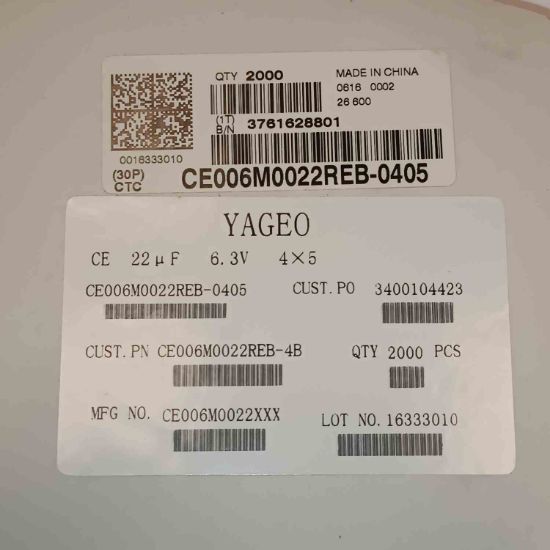 QTY 2000
MADE IN CHINA
0616 0002
26 600
(1T)
B/N 3761628801
0016333010
(30P)
CTC
CE006M0022REB-0405
YAGEO
CE 22μF 6.3V 4×5
CE006M0022REB-0405 CUST.PO 3400104423
CUST.PN CE006M0022REB-4B QTY 2000 PCS
MFG NO. CE006M0022XXX LOT NO.16333010